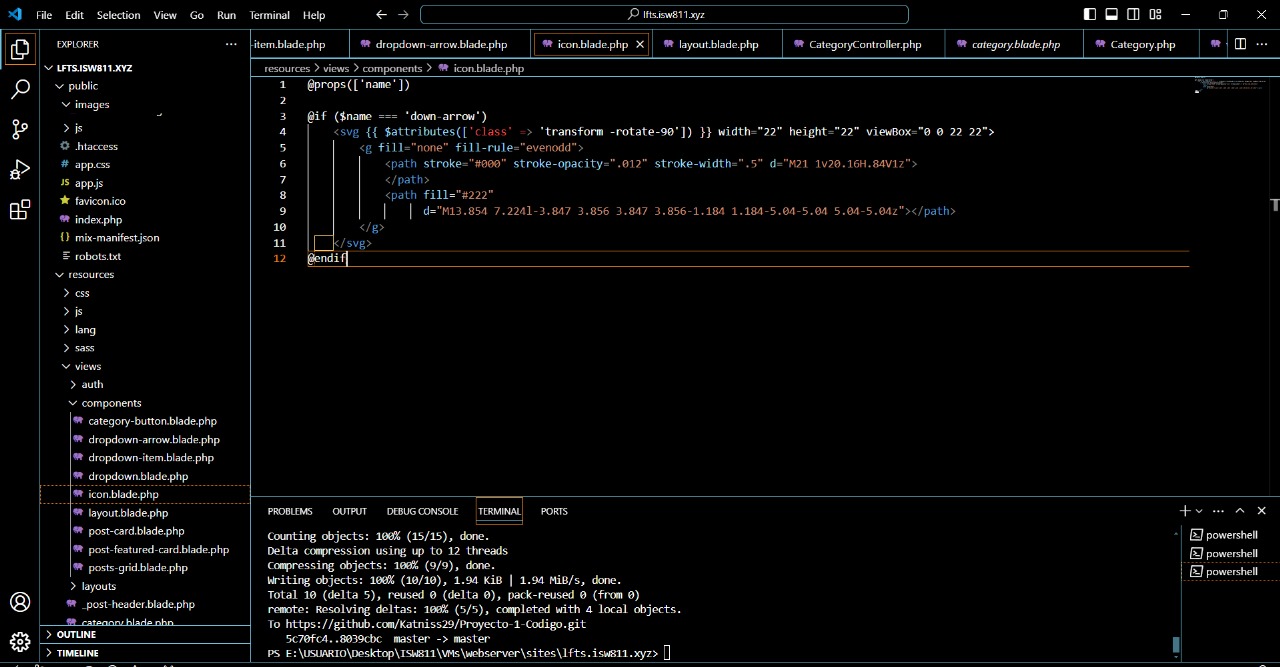 File Edit Selection View Go Run Terminal Help
lfts.isw811.xyz
EXPLORER
LFTS.ISW811.XYZ
public
images
js
.htaccess
# app.css
JS app.js
favicon.ico
index.php
{} mix-manifest.json
robots.txt
resources
css
js
lang
sass
views
auth
components
category-button.blade.php
dropdown-arrow.blade.php
dropdown-item.blade.php
dropdown.blade.php
icon.blade.php
layout.blade.php
post-card.blade.php
post-featured-card.blade.php
posts-grid.blade.php
layouts
_post-header.blade.php
category.blade.php
OUTLINE
TIMELINE
-item.blade.php dropdown-arrow.blade.php icon.blade.php layout.blade.php CategoryController.php category.blade.php Category.php
resources > views > components > icon.blade.php
1 @props(['name'])
2
3 @if ($name === 'down-arrow')
4 <svg {{ $attributes(['class' => 'transform -rotate-90']) }} width="22" height="22" viewBox="0 0 22 22">
5 <g fill="none" fill-rule="evenodd">
6 <path stroke="#000" stroke-opacity=".012" stroke-width=".5" d="M21 1v20.16H.84V1z">
7 </path>
8 <path fill="#222"
9 d="M13.854 7.224l-3.847 3.856 3.847 3.856-1.184 1.184-5.04-5.04 5.04-5.04z"></path>
10 </g>
11 </svg>
12 @endif
PROBLEMS OUTPUT DEBUG CONSOLE TERMINAL PORTS
Counting objects: 100% (15/15), done.
Delta compression using up to 12 threads
Compressing objects: 100% (9/9), done.
Writing objects: 100% (10/10), 1.94 KiB | 1.94 MiB/s, done.
Total 10 (delta 5), reused 0 (delta 0), pack-reused 0 (from 0)
remote: Resolving deltas: 100% (5/5), completed with 4 local objects.
To https://github.com/Katniss29/Proyecto-1-Codigo.git
5c70fc4..8039cbc master -> master
PS E:\USUARIO\Desktop\ISW811\VMs\webserver\sites\lfts.isw811.xyz>
powershell
powershell
powershell